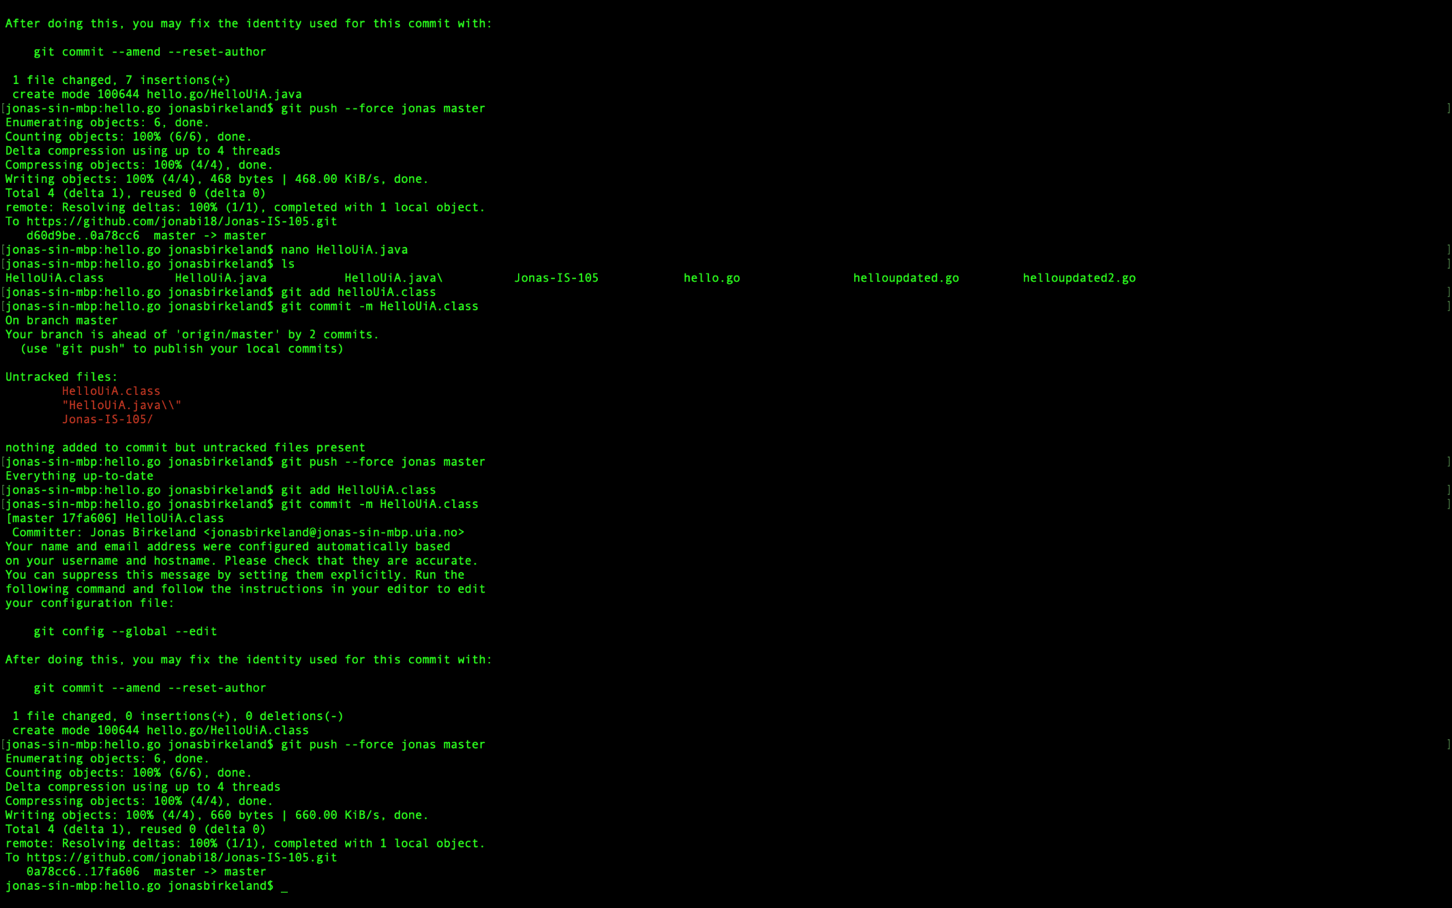 After doing this, you may fix the identity used for this commit with:
    git commit --amend --reset-author
 1 file changed, 7 insertions(+)
 create mode 100644 hello.go/HelloUiA.java
[jonas-sin-mbp:hello.go jonasbirkeland$ git push --force jonas master ]
Enumerating objects: 6, done.
Counting objects: 100% (6/6), done.
Delta compression using up to 4 threads
Compressing objects: 100% (4/4), done.
Writing objects: 100% (4/4), 468 bytes | 468.00 KiB/s, done.
Total 4 (delta 1), reused 0 (delta 0)
remote: Resolving deltas: 100% (1/1), completed with 1 local object.
To https://github.com/jonabi18/Jonas-IS-105.git
   d60d9be..0a78cc6  master -> master
[jonas-sin-mbp:hello.go jonasbirkeland$ nano HelloUiA.java ]
[jonas-sin-mbp:hello.go jonasbirkeland$ ls ]
HelloUiA.class          HelloUiA.java           HelloUiA.java\          Jonas-IS-105            hello.go                helloupdated.go         helloupdated2.go
[jonas-sin-mbp:hello.go jonasbirkeland$ git add helloUiA.class ]
[jonas-sin-mbp:hello.go jonasbirkeland$ git commit -m HelloUiA.class ]
On branch master
Your branch is ahead of 'origin/master' by 2 commits.
  (use "git push" to publish your local commits)
Untracked files:
        HelloUiA.class
        "HelloUiA.java\\"
        Jonas-IS-105/
nothing added to commit but untracked files present
[jonas-sin-mbp:hello.go jonasbirkeland$ git push --force jonas master ]
Everything up-to-date
[jonas-sin-mbp:hello.go jonasbirkeland$ git add HelloUiA.class ]
[jonas-sin-mbp:hello.go jonasbirkeland$ git commit -m HelloUiA.class ]
[master 17fa606] HelloUiA.class
 Committer: Jonas Birkeland <jonasbirkeland@jonas-sin-mbp.uia.no>
Your name and email address were configured automatically based
on your username and hostname. Please check that they are accurate.
You can suppress this message by setting them explicitly. Run the
following command and follow the instructions in your editor to edit
your configuration file:
    git config --global --edit
After doing this, you may fix the identity used for this commit with:
    git commit --amend --reset-author
 1 file changed, 0 insertions(+), 0 deletions(-)
 create mode 100644 hello.go/HelloUiA.class
[jonas-sin-mbp:hello.go jonasbirkeland$ git push --force jonas master ]
Enumerating objects: 6, done.
Counting objects: 100% (6/6), done.
Delta compression using up to 4 threads
Compressing objects: 100% (4/4), done.
Writing objects: 100% (4/4), 660 bytes | 660.00 KiB/s, done.
Total 4 (delta 1), reused 0 (delta 0)
remote: Resolving deltas: 100% (1/1), completed with 1 local object.
To https://github.com/jonabi18/Jonas-IS-105.git
   0a78cc6..17fa606  master -> master
jonas-sin-mbp:hello.go jonasbirkeland$ _